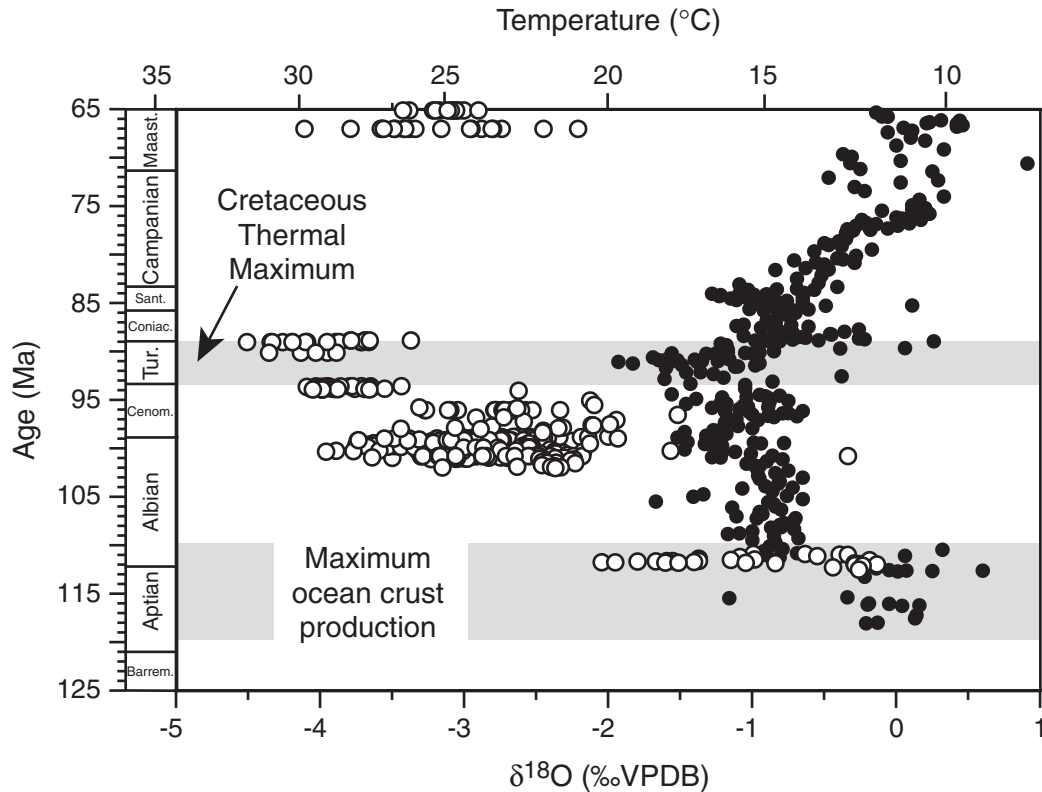 Temperature (°C)
35 30 25 20 15 10
65
75
85
95
105
115
125
Age (Ma)
Maast.
Campanian
Sant.
Coniac.
Tur.
Cenom.
Albian
Aptian
Barrem.
Cretaceous
Thermal
Maximum
Maximum
ocean crust
production
-5 -4 -3 -2 -1 0 1
δ¹⁸O (‰VPDB)